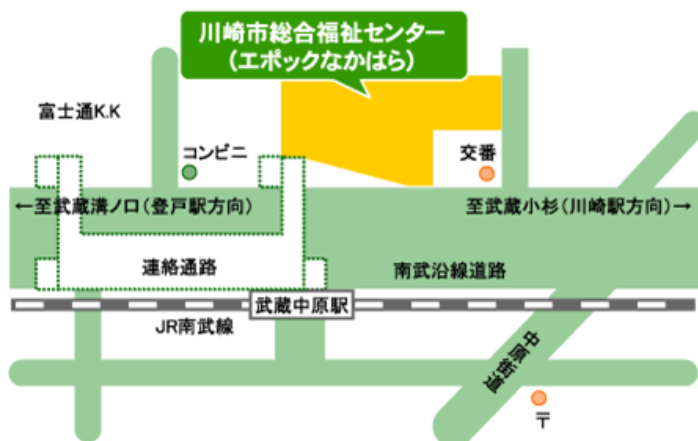 川崎市総合福祉センター
(エポックなかはら)
富士通K.K
コンビニ
交番
←至武蔵溝ノ口(登戸駅方向)
至武蔵小杉(川崎駅方向)→
連絡通路
南武沿線道路
武蔵中原駅
JR南武線
中原街道
〒